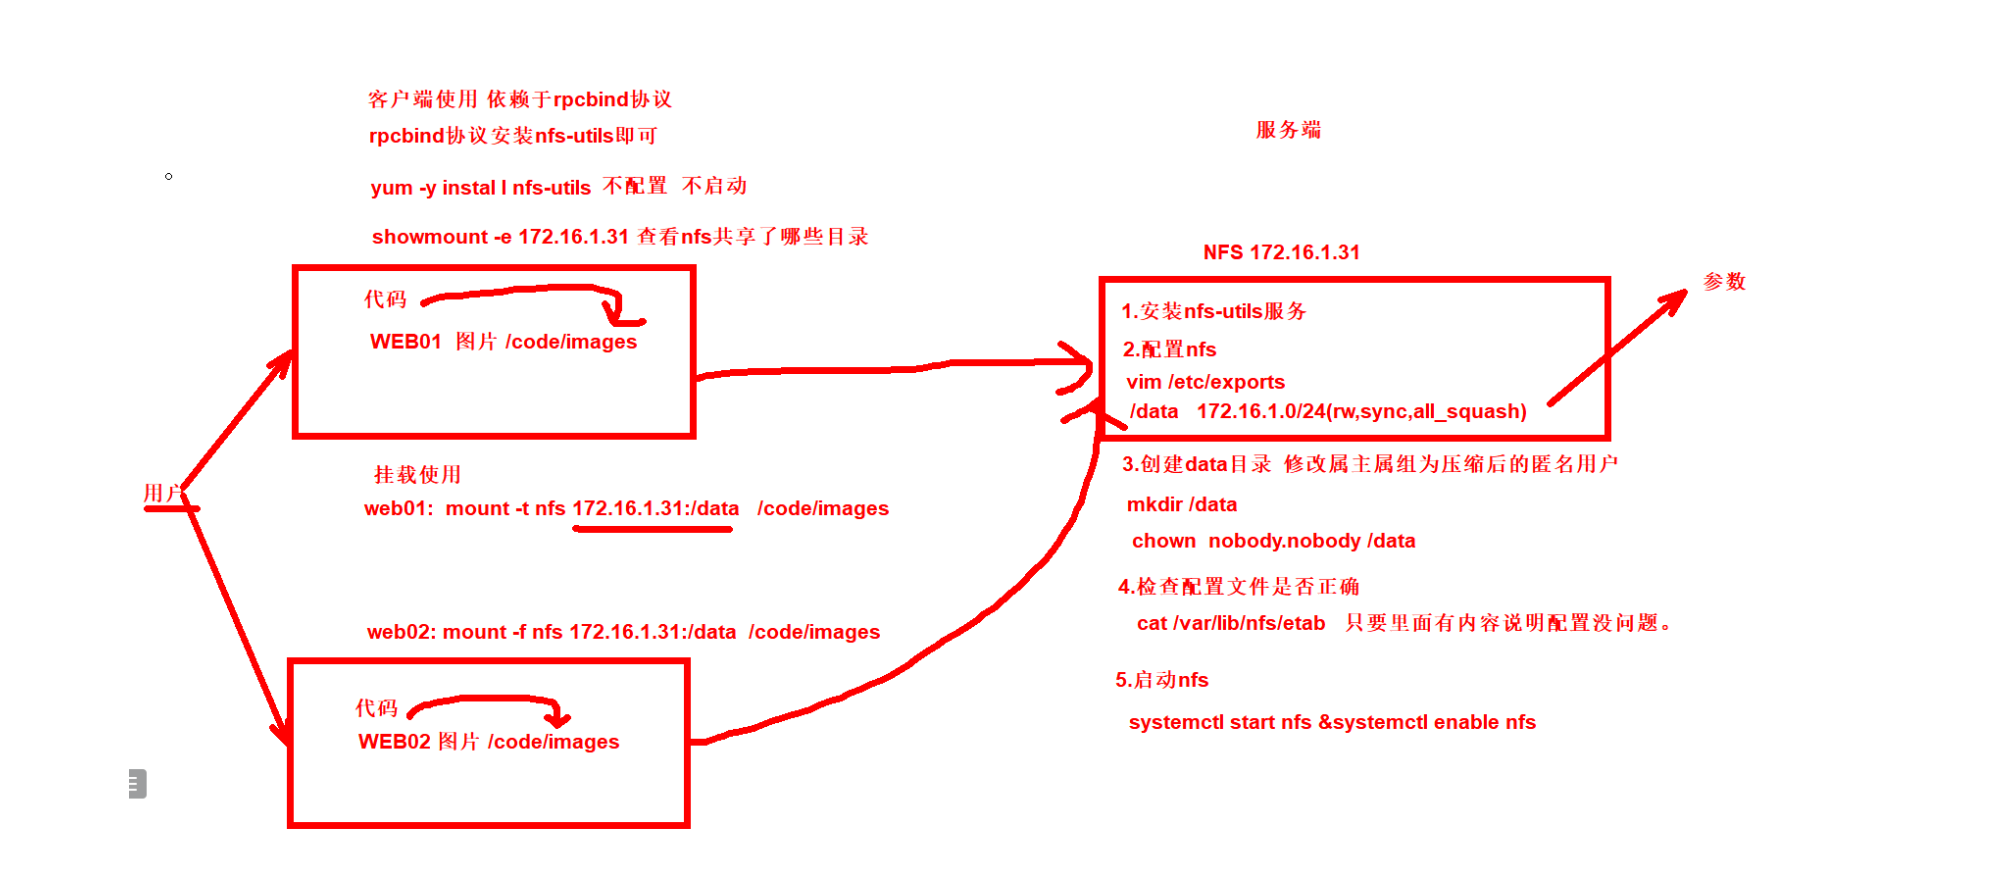 客户端使用 依赖于rpcbind协议
rpcbind协议安装nfs-utils即可
yum -y instal l nfs-utils 不配置 不启动
showmount -e 172.16.1.31 查看nfs共享了哪些目录
代码
WEB01 图片 /code/images
用户
挂载使用
web01: mount -t nfs 172.16.1.31:/data /code/images
web02: mount -f nfs 172.16.1.31:/data /code/images
代码
WEB02 图片 /code/images
服务端
NFS 172.16.1.31
参数
1.安装nfs-utils服务
2.配置nfs
vim /etc/exports
/data 172.16.1.0/24(rw,sync,all_squash)
3.创建data目录 修改属主属组为压缩后的匿名用户
mkdir /data
chown nobody.nobody /data
4.检查配置文件是否正确
cat /var/lib/nfs/etab 只要里面有内容说明配置没问题。
5.启动nfs
systemctl start nfs &systemctl enable nfs